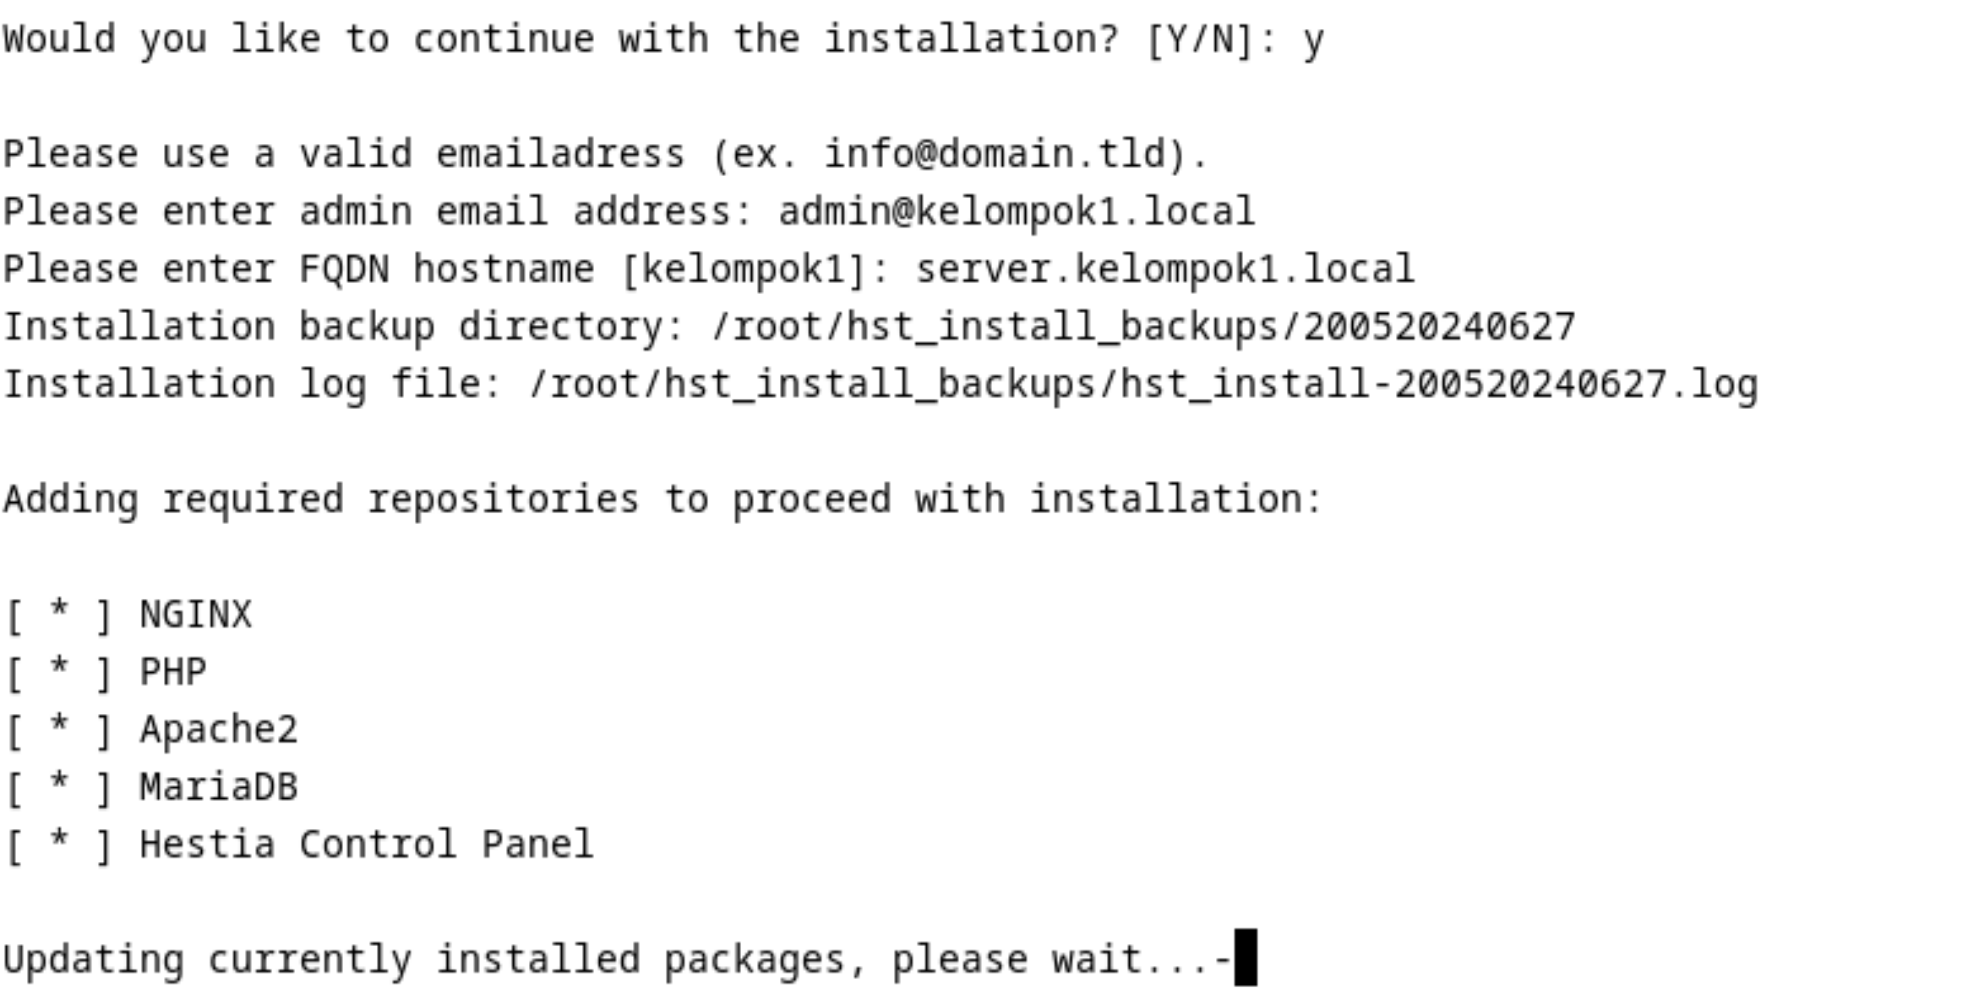 Would you like to continue with the installation? [Y/N]: y
Please use a valid emailadress (ex. info@domain.tld).
Please enter admin email address: admin@kelompok1.local
Please enter FQDN hostname [kelompok1]: server.kelompok1.local
Installation backup directory: /root/hst_install_backups/200520240627
Installation log file: /root/hst_install_backups/hst_install-200520240627.log
Adding required repositories to proceed with installation:
[ * ] NGINX
[ * ] PHP
[ * ] Apache2
[ * ] MariaDB
[ * ] Hestia Control Panel
Updating currently installed packages, please wait...-